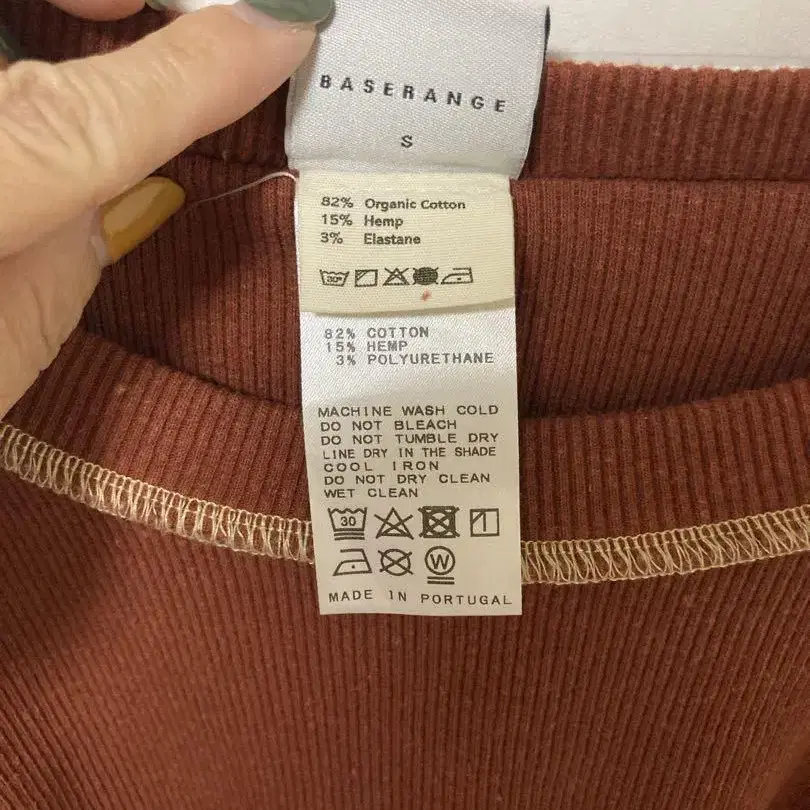 BASERANGE
S
82% Organic Cotton
15% Hemp
3% Elastane
30°
82% COTTON
15% HEMP
3% POLYURETHANE
MACHINE WASH COLD
DO NOT BLEACH
DO NOT TUMBLE DRY
LINE DRY IN THE SHADE
COOL IRON
DO NOT DRY CLEAN
WET CLEAN
30
W
MADE IN PORTUGAL